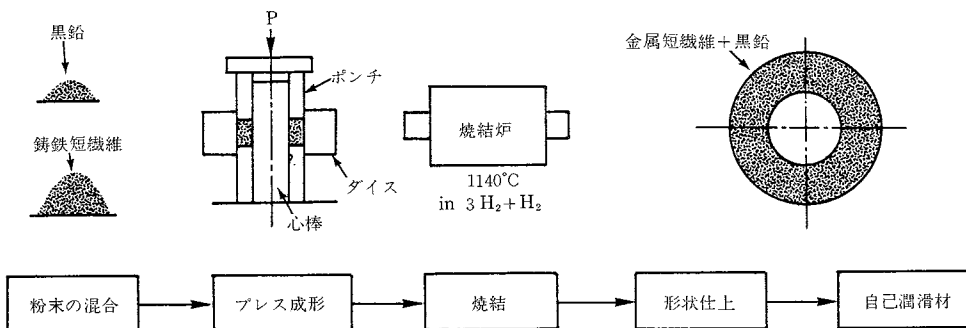 黒鉛
鋳鉄短繊維
P
ポンチ
ダイス
心棒
焼結炉
1140°C
in 3 H₂+H₂
金属短繊維+黒鉛
粉末の混合
プレス成形
焼結
形状仕上
自己潤滑材